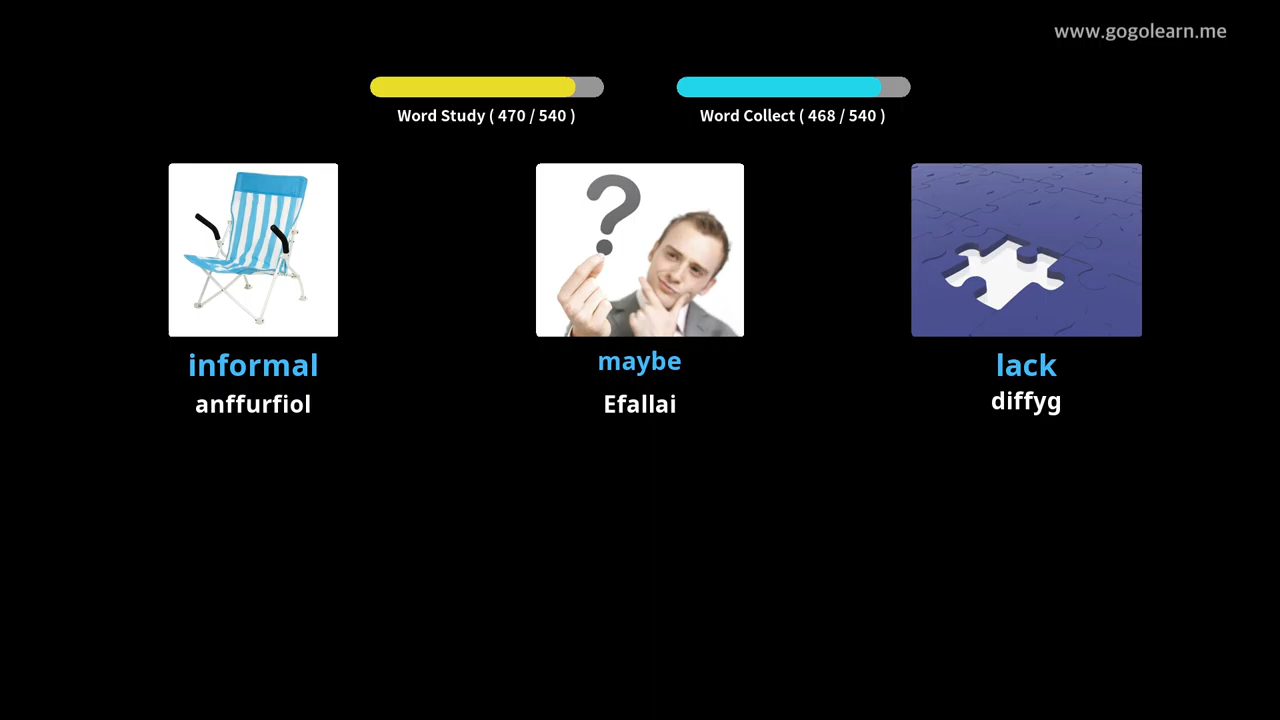 www.gogolearn.me
Word Study ( 470 / 540 )
Word Collect ( 468 / 540 )
informal
maybe
lack
anffurfiol
Efallai
diffyg